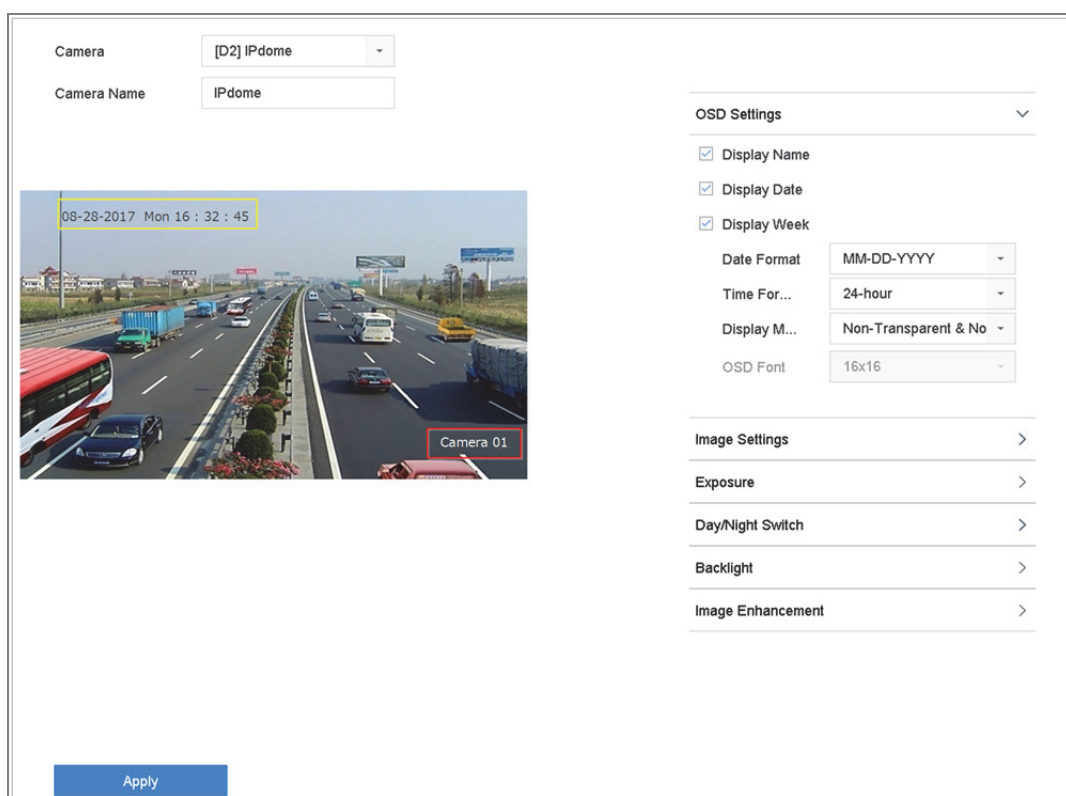 Camera
[D2] IPdome
Camera Name
IPdome
OSD Settings
Display Name
Display Date
Display Week
Date Format
MM-DD-YYYY
Time For...
24-hour
Display M...
Non-Transparent & No
OSD Font
16x16
08-28-2017 Mon 16 : 32 : 45
Camera 01
Image Settings
Exposure
Day/Night Switch
Backlight
Image Enhancement
Apply